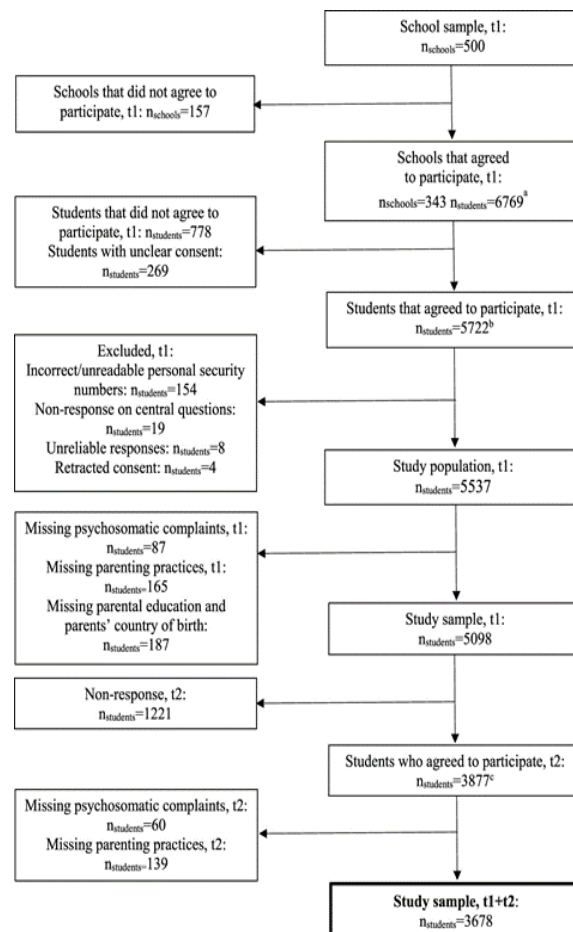 School sample, t1:
nschools=500
Schools that did not agree to
participate, t1: nschools=157
Schools that agreed
to participate, t1:
nschools=343 nstudents=6769a
Students that did not agree to
participate, t1: nstudents=778
Students with unclear consent:
nstudents=269
Students that agreed to participate, t1:
nstudents=5722b
Excluded, t1:
Incorrect/unreadable personal security
numbers: nstudents=154
Non-response on central questions:
nstudents=19
Unreliable responses: nstudents=8
Retracted consent: nstudents=4
Study population, t1:
nstudents=5537
Missing psychosomatic complaints, t1:
nstudents=87
Missing parenting practices, t1:
nstudents=165
Missing parental education and
parents’ country of birth:
nstudents=187
Study sample, t1:
nstudents=5098
Non-response, t2:
nstudents=1221
Students who agreed to participate, t2:
nstudents=3877c
Missing psychosomatic complaints, t2:
nstudents=60
Missing parenting practices, t2:
nstudents=139
Study sample, t1+t2:
nstudents=3678